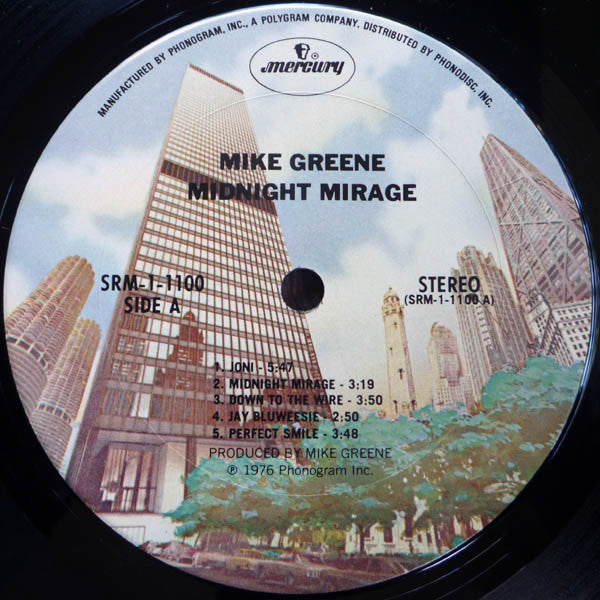 MANUFACTURED BY PHONOGRAM, INC., A POLYGRAM COMPANY. DISTRIBUTED BY PHONODISC, INC.
mercury
MIKE GREENE
MIDNIGHT MIRAGE
SRM-1-1100
SIDE A
STEREO
(SRM-1-1100 A)
1. JONI - 5:47
2. MIDNIGHT MIRAGE - 3:19
3. DOWN TO THE WIRE - 3:50
4. JAY BLUWEESIE - 2:50
5. PERFECT SMILE - 3:48
PRODUCED BY MIKE GREENE
℗ 1976 Phonogram Inc.